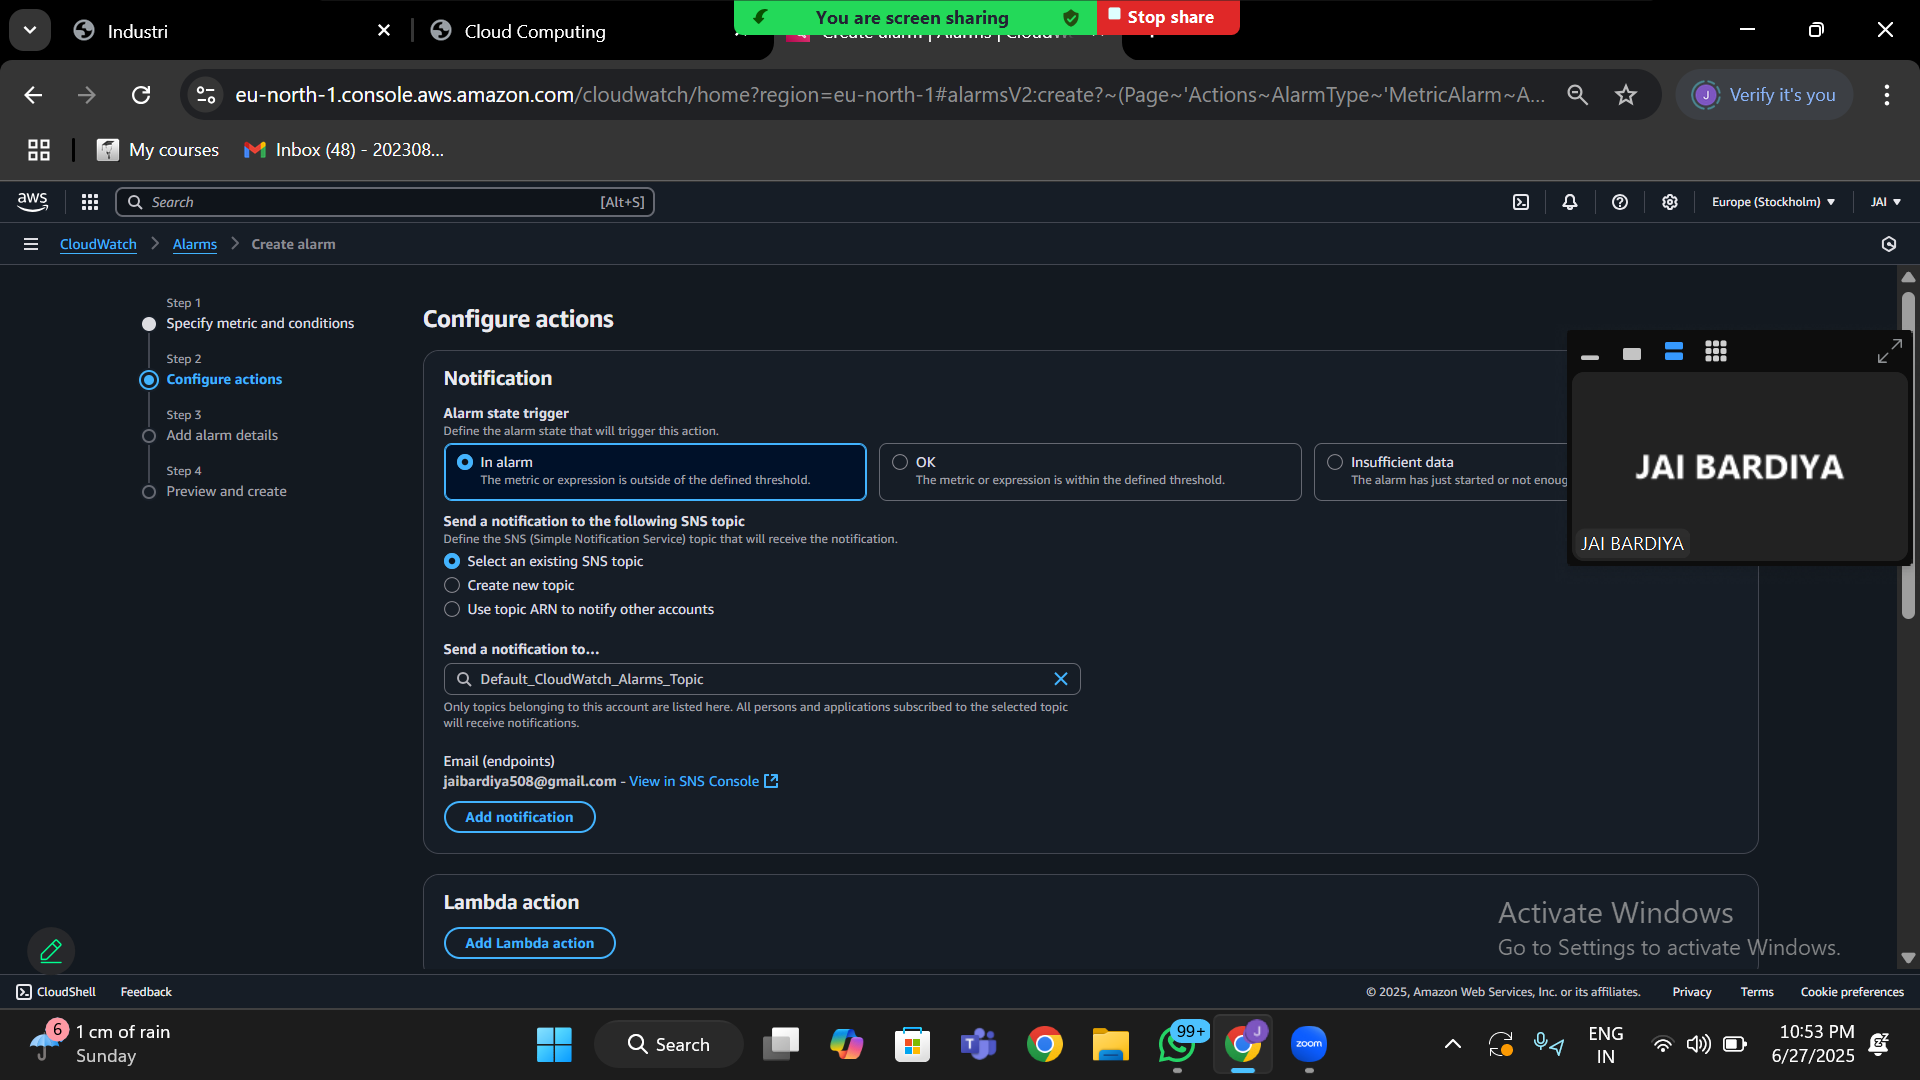 You are screen sharing
Stop share
Industri
Cloud Computing
eu-north-1.console.aws.amazon.com/cloudwatch/home?region=eu-north-1#alarmsV2:create?~(Page~'Actions~AlarmType~'MetricAlarm~A...
J
Verify it's you
My courses
Inbox (48) - 202308...
aws
Search
[Alt+S]
Europe (Stockholm)
JAI
CloudWatch
Alarms
Create alarm
Step 1
Specify metric and conditions
Step 2
Configure actions
Step 3
Add alarm details
Step 4
Preview and create
Configure actions
Notification
Alarm state trigger
Define the alarm state that will trigger this action.
In alarm
The metric or expression is outside of the defined threshold.
OK
The metric or expression is within the defined threshold.
Insufficient data
The alarm has just started or not enoug
Send a notification to the following SNS topic
Define the SNS (Simple Notification Service) topic that will receive the notification.
Select an existing SNS topic
Create new topic
Use topic ARN to notify other accounts
Send a notification to...
Default_CloudWatch_Alarms_Topic
Only topics belonging to this account are listed here. All persons and applications subscribed to the selected topic
will receive notifications.
Email (endpoints)
jaibardiya508@gmail.com - View in SNS Console
Add notification
Lambda action
Add Lambda action
JAI BARDIYA
JAI BARDIYA
Activate Windows
Go to Settings to activate Windows.
CloudShell
Feedback
© 2025, Amazon Web Services, Inc. or its affiliates.
Privacy
Terms
Cookie preferences
6
1 cm of rain
Sunday
Search
99+
J
zoom
ENG
IN
10:53 PM
6/27/2025